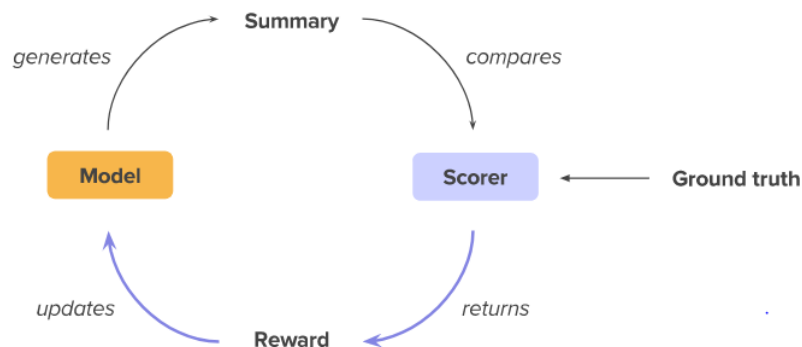 Summary
generates
compares
Model
Scorer
Ground truth
updates
returns
Reward